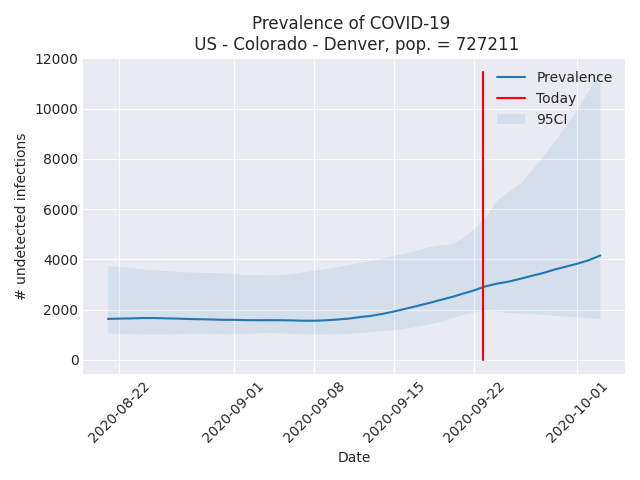 Prevalence of COVID-19
US - Colorado - Denver, pop. = 727211
12000
10000
8000
6000
4000
2000
0
# undetected infections
Prevalence
Today
95CI
2020-08-22
2020-09-01
2020-09-08
2020-09-15
2020-09-22
2020-10-01
Date